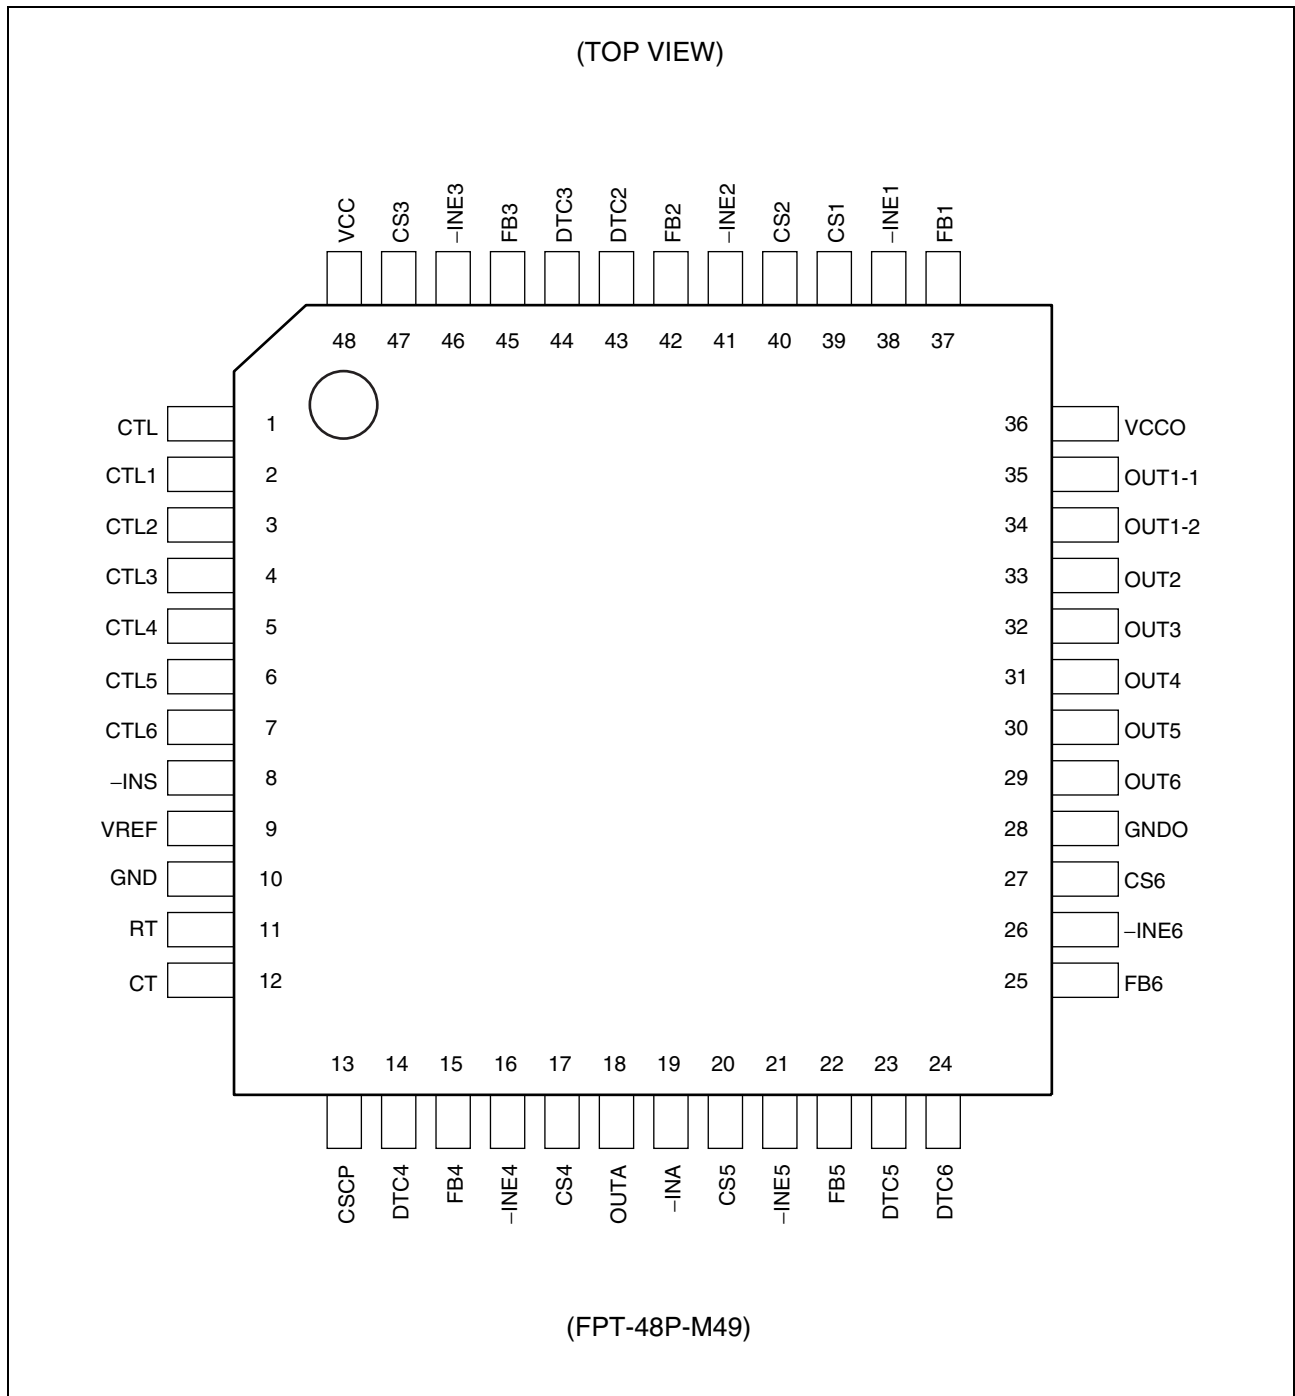 (TOP VIEW)
VCC CS3 –INE3 FB3 DTC3 DTC2 FB2 –INE2 CS2 CS1 –INE1 FB1
48 47 46 45 44 43 42 41 40 39 38 37
CTL 1 36 VCCO
CTL1 2 35 OUT1-1
CTL2 3 34 OUT1-2
CTL3 4 33 OUT2
CTL4 5 32 OUT3
CTL5 6 31 OUT4
CTL6 7 30 OUT5
–INS 8 29 OUT6
VREF 9 28 GNDO
GND 10 27 CS6
RT 11 26 –INE6
CT 12 25 FB6
13 14 15 16 17 18 19 20 21 22 23 24
CSCP DTC4 FB4 –INE4 CS4 OUTA –INA CS5 –INE5 FB5 DTC5 DTC6
(FPT-48P-M49)